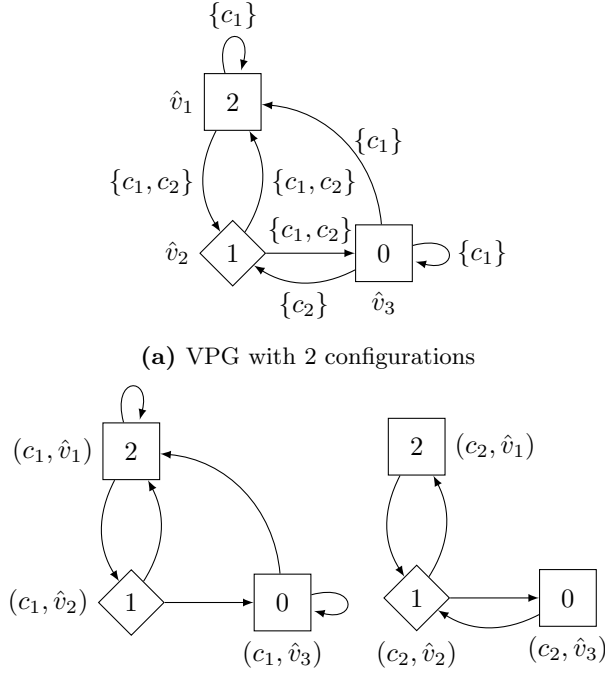 {c₁}
v̂₁ 2
{c₁}
{c₁, c₂} {c₁, c₂}
v̂₂ 1 {c₁, c₂} 0 {c₁}
{c₂} v̂₃
(a) VPG with 2 configurations
(c₁, v̂₁) 2 2 (c₂, v̂₁)
(c₁, v̂₂) 1 0 1 0
(c₁, v̂₃) (c₂, v̂₂) (c₂, v̂₃)